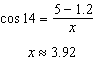 cos 14 = (5 − 1.2)/x
x ≈ 3.92